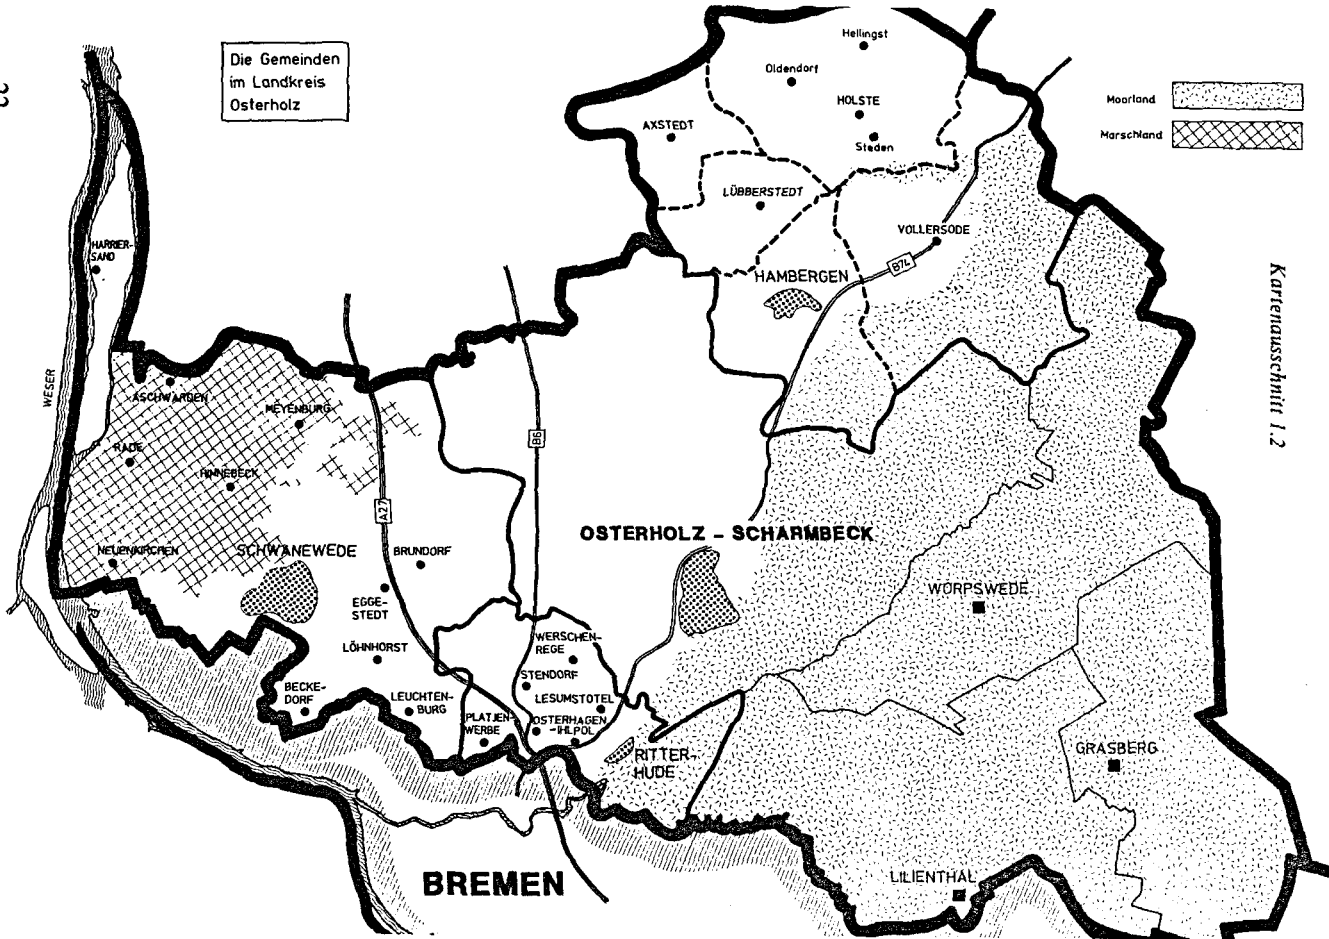 33
Die Gemeinden
im Landkreis
Osterholz
Hellingst
Oldendorf
HOLSTE
Steden
AXSTEDT
LÜBBERSTEDT
VOLLERSODE
HAMBERGEN
B74
Moorland
Marschland
Kartenausschnitt 1.2
HARRIER-
SAND
WESER
ASCHWARDEN
MEYENBURG
RADE
HINNEBECK
NEUENKIRCHEN
SCHWANEWEDE
A27
B6
BRUNDORF
EGGE-
STEDT
LÖHNHORST
BECKE-
DORF
LEUCHTEN-
BURG
PLATJEN-
WERBE
WERSCHEN-
REGE
STENDORF
LESUMSTOTEL
OSTERHAGEN
-IHLPOL
RITTER-
HUDE
OSTERHOLZ - SCHARMBECK
WORPSWEDE
GRASBERG
LILIENTHAL
BREMEN